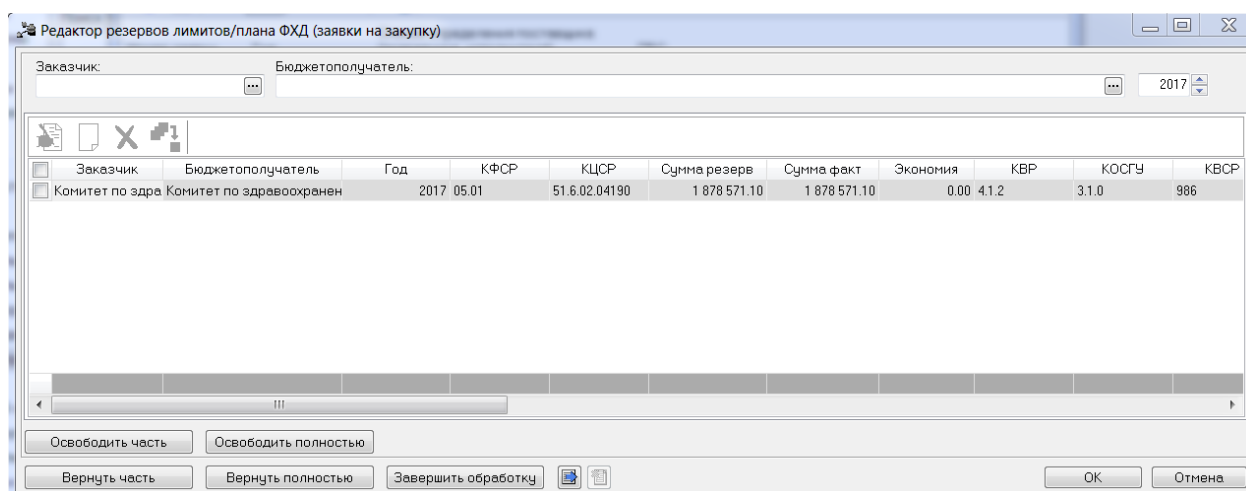 Редактор резервов лимитов/плана ФХД (заявки на закупку)
Заказчик: Бюджетополучатель:
2017
Заказчик Бюджетополучатель Год КФСР КЦСР Сумма резерв Сумма факт Экономия КВР КОСГУ КВСР
Комитет по здра Комитет по здравоохранен 2017 05.01 51.6.02.04190 1 878 571.10 1 878 571.10 0.00 4.1.2 3.1.0 986
Освободить часть Освободить полностью
Вернуть часть Вернуть полностью Завершить обработку OK Отмена